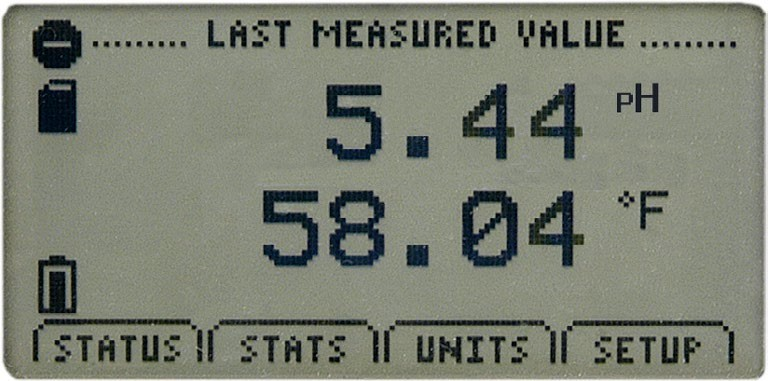 ......... LAST MEASURED VALUE .........
5.44 pH
58.04 °F
STATUS STATS UNITS SETUP